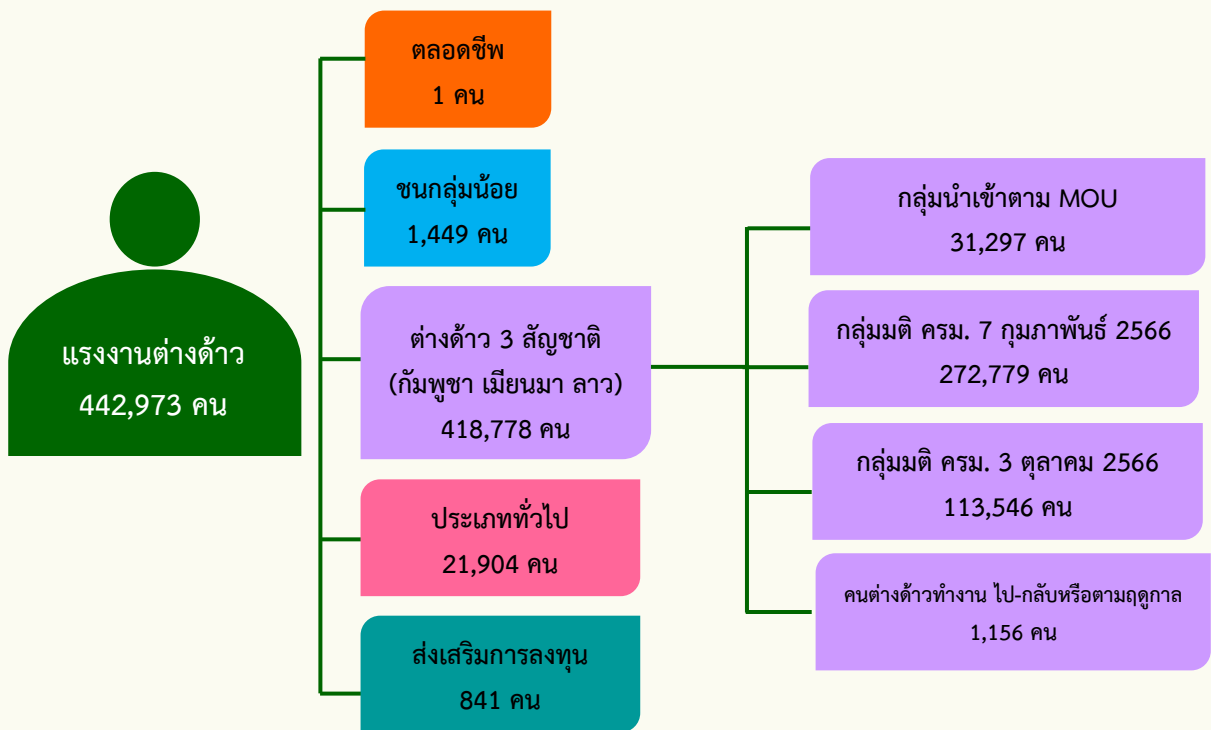 แรงงานต่างด้าว
442,973 คน
ตลอดชีพ
1 คน
ชนกลุ่มน้อย
1,449 คน
ต่างด้าว 3 สัญชาติ
(กัมพูชา เมียนมา ลาว)
418,778 คน
ประเภททั่วไป
21,904 คน
ส่งเสริมการลงทุน
841 คน
กลุ่มนำเข้าตาม MOU
31,297 คน
กลุ่มมติ ครม. 7 กุมภาพันธ์ 2566
272,779 คน
กลุ่มมติ ครม. 3 ตุลาคม 2566
113,546 คน
คนต่างด้าวทำงาน ไป-กลับหรือตามฤดูกาล
1,156 คน